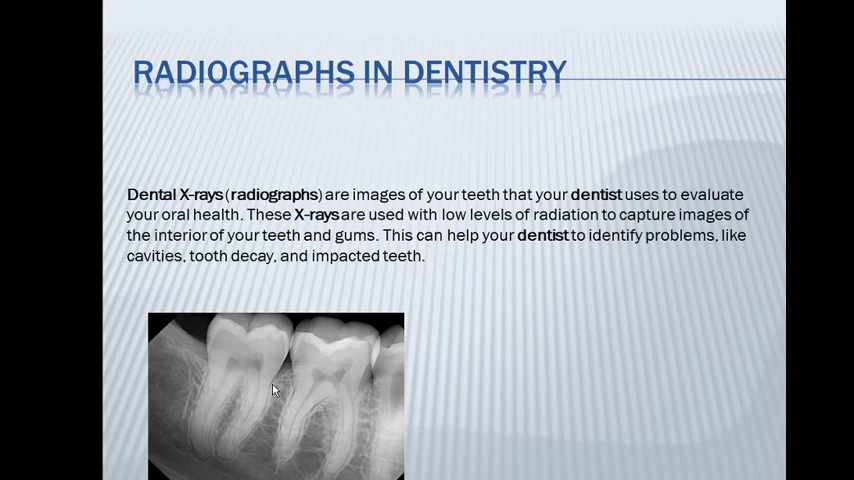 RADIOGRAPHS IN DENTISTRY
Dental X-rays (radiographs) are images of your teeth that your dentist uses to evaluate
your oral health. These X-rays are used with low levels of radiation to capture images of
the interior of your teeth and gums. This can help your dentist to identify problems, like
cavities, tooth decay, and impacted teeth.